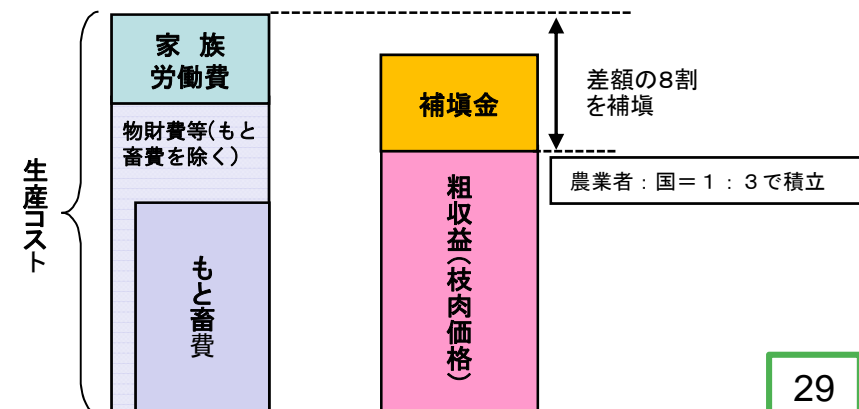 家 族
労働費
物財費等(もと
畜費を除く)
もと畜費
生産コスト
補塡金
粗収益(枝肉価格)
差額の8割
を補塡
農業者:国=1:3で積立
29